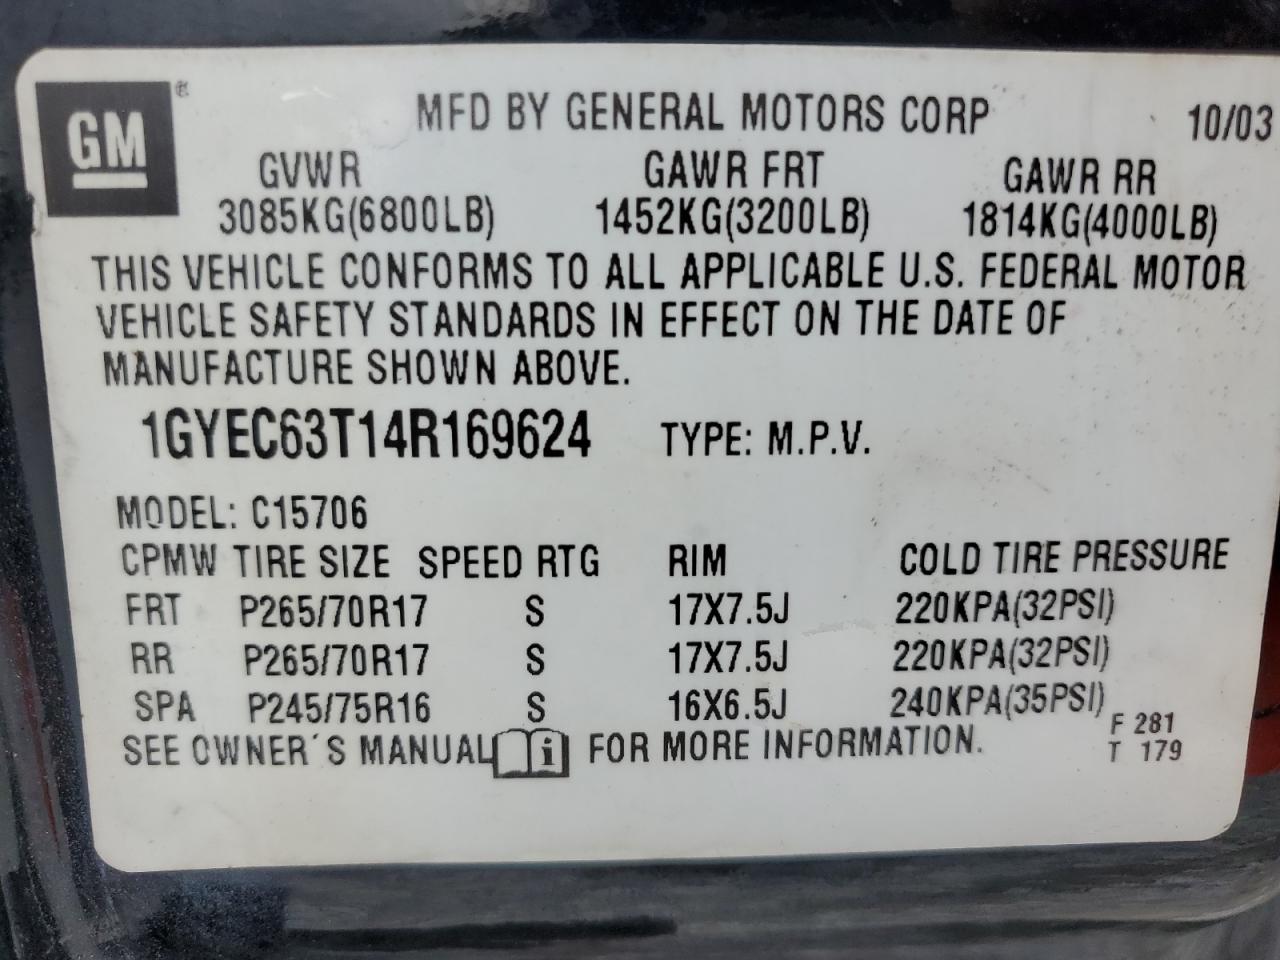 GM® MFD BY GENERAL MOTORS CORP 10/03
GVWR GAWR FRT GAWR RR
3085KG(6800LB) 1452KG(3200LB) 1814KG(4000LB)
THIS VEHICLE CONFORMS TO ALL APPLICABLE U.S. FEDERAL MOTOR
VEHICLE SAFETY STANDARDS IN EFFECT ON THE DATE OF
MANUFACTURE SHOWN ABOVE.
1GYEC63T14R169624 TYPE: M.P.V.
MODEL: C15706
CPMW TIRE SIZE SPEED RTG RIM COLD TIRE PRESSURE
FRT P265/70R17 S 17X7.5J 220KPA(32PSI)
RR P265/70R17 S 17X7.5J 220KPA(32PSI)
SPA P245/75R16 S 16X6.5J 240KPA(35PSI)
SEE OWNER´S MANUAL i FOR MORE INFORMATION.
F 281
T 179